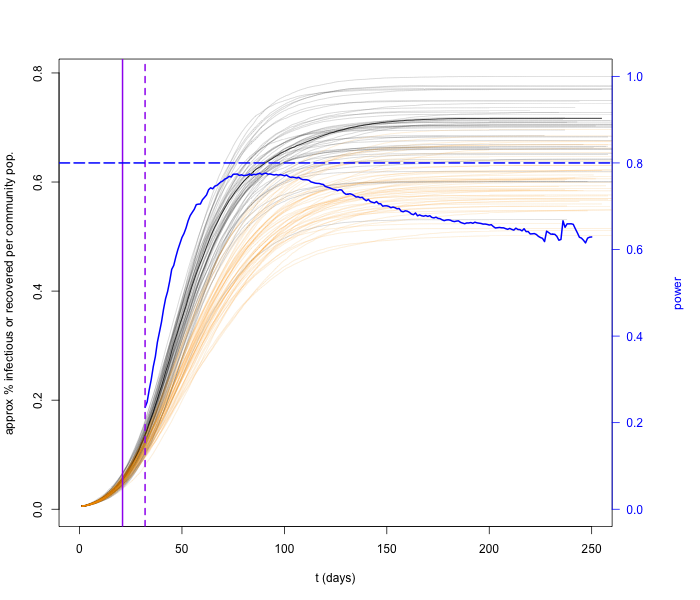 approx % infectious or recovered per community pop.
0.8
0.6
0.4
0.2
0.0
1.0
0.8
0.6
0.4
0.2
0.0
power
0 50 100 150 200 250
t (days)